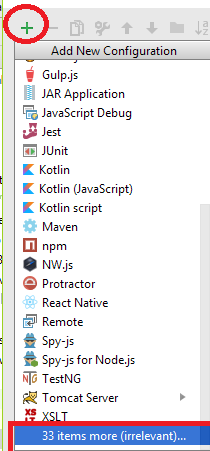 Add New Configuration
Gulp.js
JAR Application
JavaScript Debug
Jest
JUnit
Kotlin
Kotlin (JavaScript)
Kotlin script
Maven
npm
NW.js
Protractor
React Native
Remote
Spy-js
Spy-js for Node.js
TestNG
Tomcat Server
XSLT
33 items more (irrelevant)...